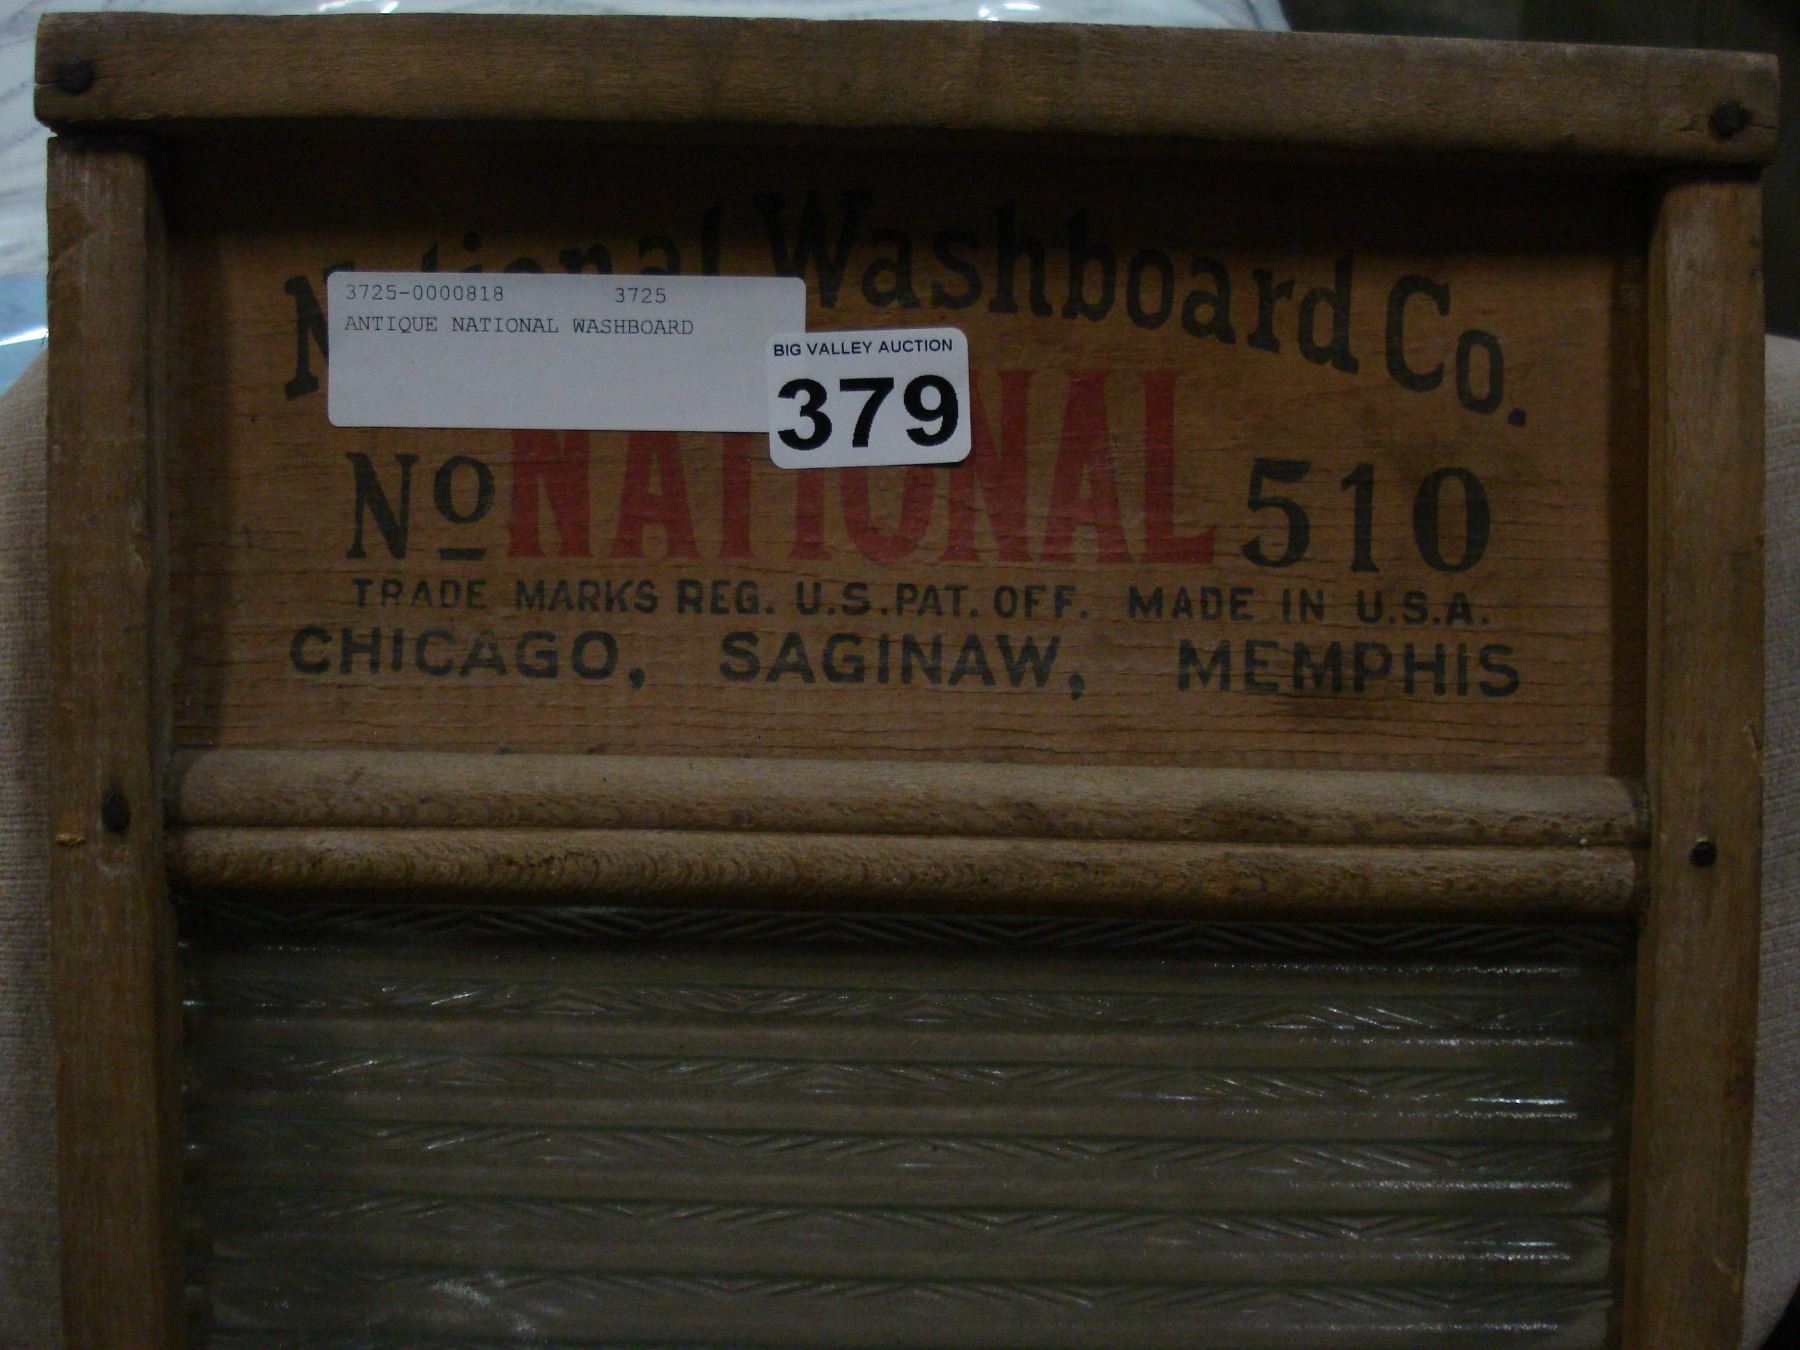 National Washboard Co.
3725-0000818 3725
ANTIQUE NATIONAL WASHBOARD
BIG VALLEY AUCTION
379
No NATIONAL 510
TRADE MARKS REG. U.S. PAT. OFF. MADE IN U.S.A.
CHICAGO, SAGINAW, MEMPHIS